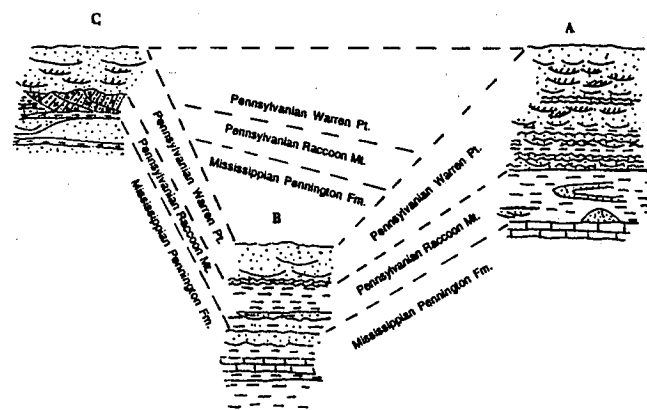 C
A
Pennsylvanian Warren Pt.
Pennsylvanian Raccoon Mt.
Mississippian Pennington Fm.
Pennsylvanian Warren Pt.
Pennsylvanian Raccoon Mt.
Mississippian Pennington Fm.
B
Pennsylvanian Warren Pt.
Pennsylvanian Raccoon Mt.
Mississippian Pennington Fm.